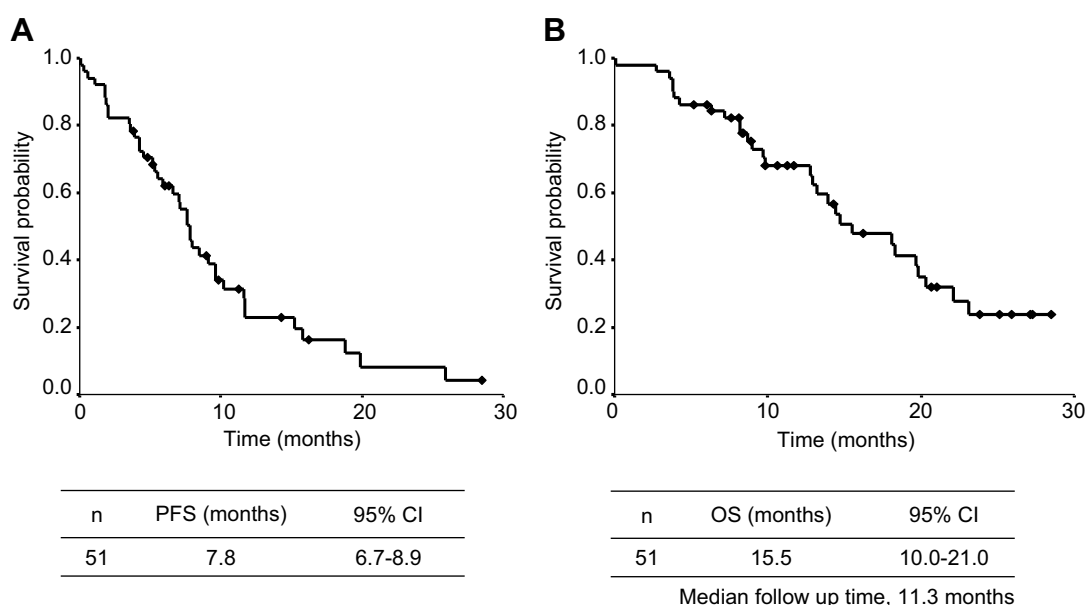 A
Survival probability
1.0
0.8
0.6
0.4
0.2
0.0
0 10 20 30
Time (months)
n PFS (months) 95% CI
51 7.8 6.7-8.9
B
Survival probability
1.0
0.8
0.6
0.4
0.2
0.0
0 10 20 30
Time (months)
n OS (months) 95% CI
51 15.5 10.0-21.0
Median follow up time, 11.3 months